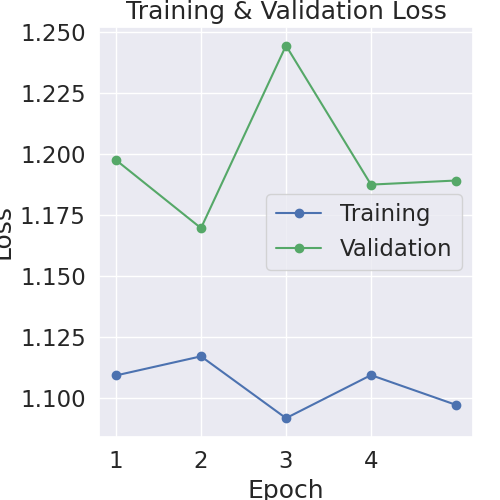 Training & Validation Loss
1.250
1.225
1.200
1.175
1.150
1.125
1.100
Loss
Training
Validation
1 2 3 4
Epoch